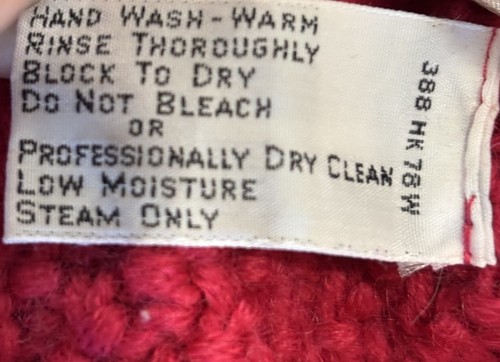 HAND WASH-WARM
RINSE THOROUGHLY
BLOCK TO DRY
DO NOT BLEACH
OR
PROFESSIONALLY DRY CLEAN
LOW MOISTURE
STEAM ONLY
388 HK 78W